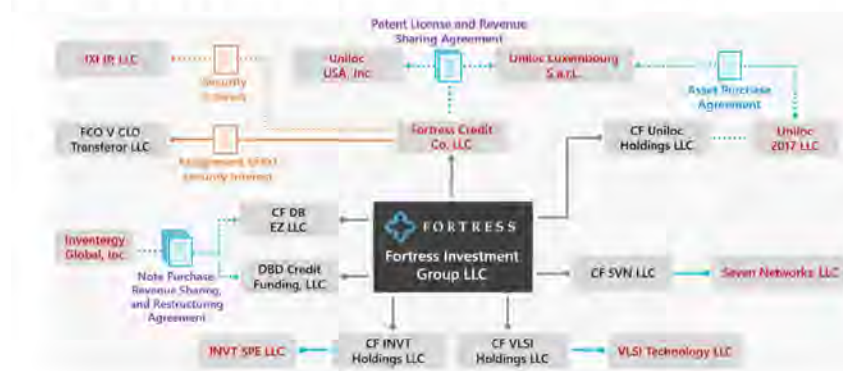 Patent License and Revenue
Sharing Agreement
IXI IP, LLC
Security
Interest
Uniloc
USA, Inc.
Uniloc Luxembourg
S.a.r.L.
Asset Purchase
Agreement
FCO V CLO
Transferor LLC
security Interest
Fortress Credit
Co. LLC
CF Uniloc
Holdings LLC
Uniloc
2017 LLC
Inventergy
Global, Inc.
CF DB
EZ LLC
FORTRESS
Fortress Investment
Group LLC
Note Purchase,
Revenue Sharing,
and Restructuring
Agreement
DBD Credit
Funding, LLC
CF SVN LLC
Seven Networks LLC
INVT SPE LLC
CF INVT
Holdings LLC
CF VLSI
Holdings LLC
VLSI Technology LLC